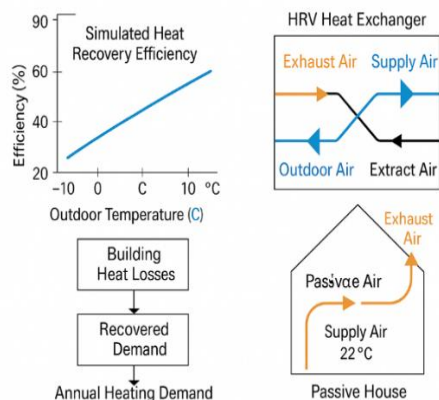 90
60
40
20
Efficiency (%)
Simulated Heat
Recovery Efficiency
-10
0
C
10 °C
Outdoor Temperature (C)
HRV Heat Exchanger
Exhaust Air
Supply Air
Outdoor Air
Extract Air
Building
Heat Losses
Recovered
Demand
Annual Heating Demand
Exhaust
Air
Air
Supply Air
22°C
Passive House